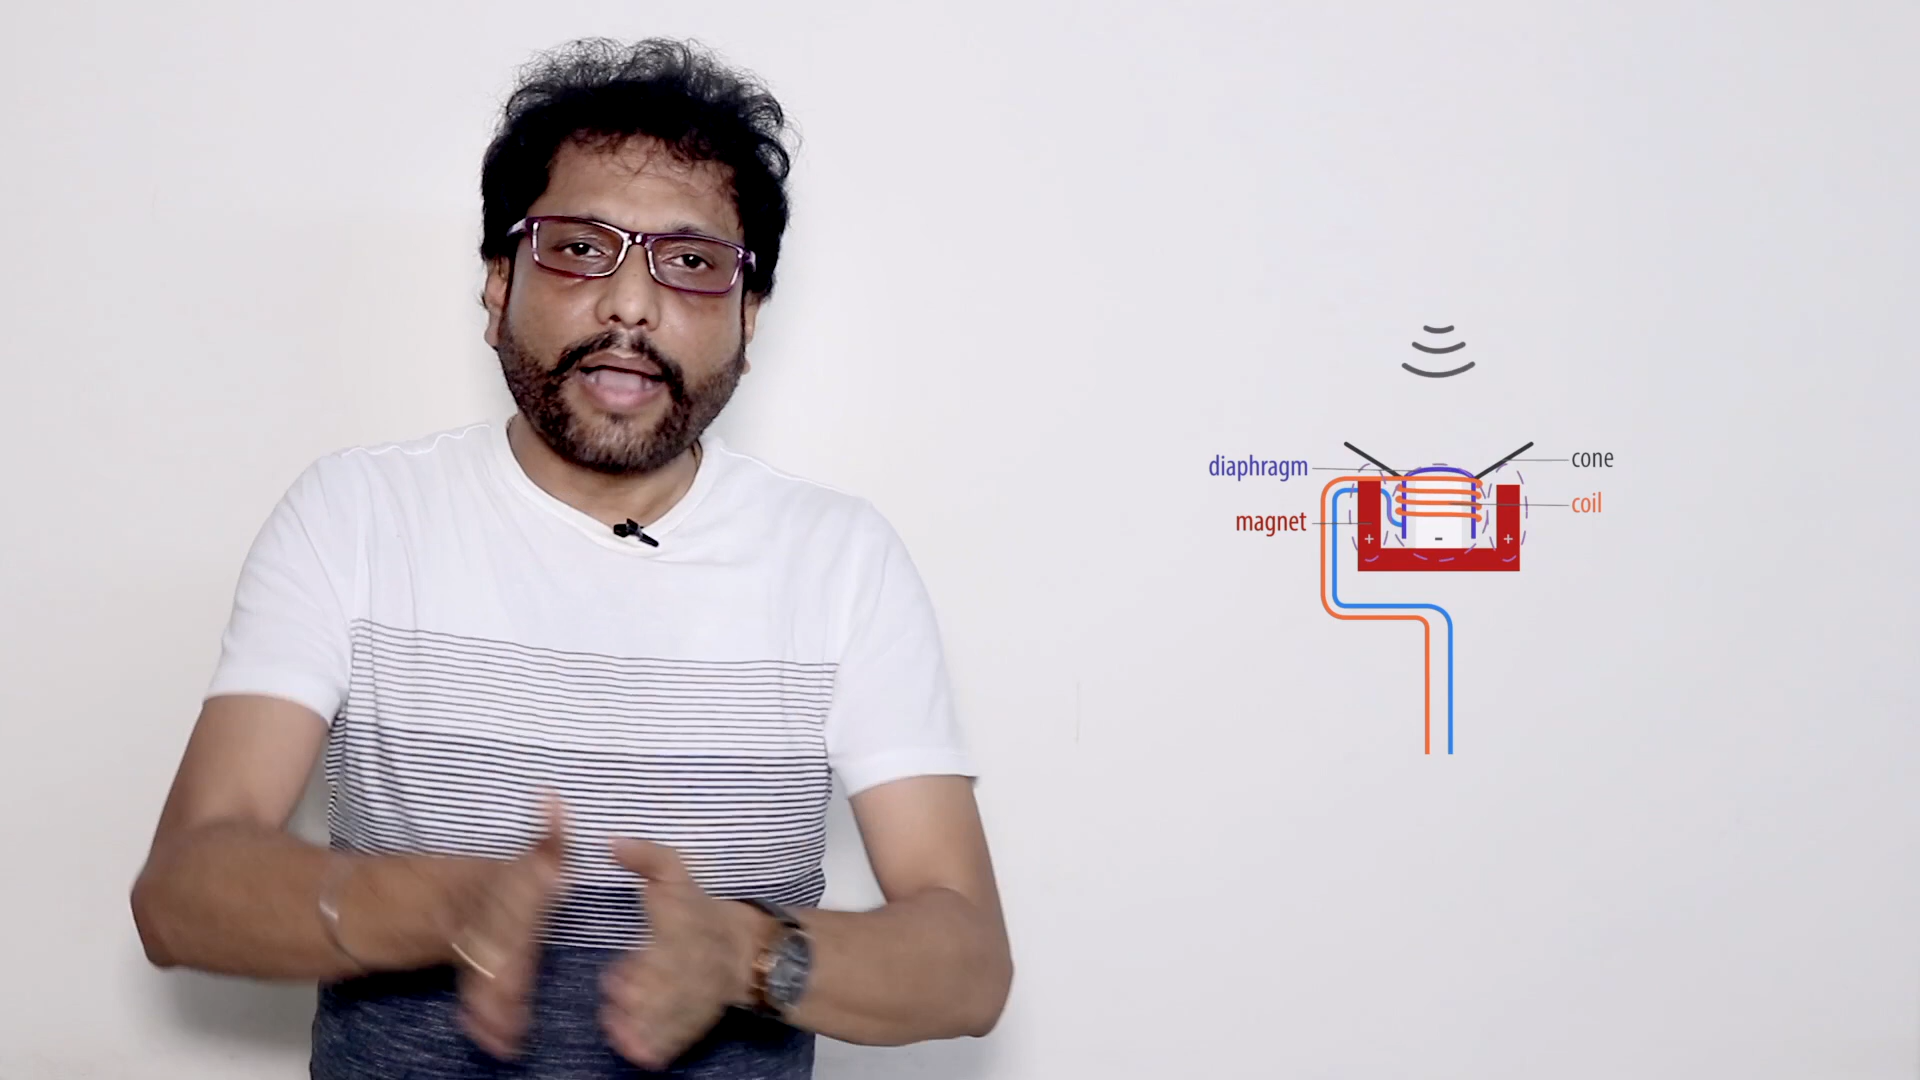 diaphragm
cone
coil
magnet
+
-
+